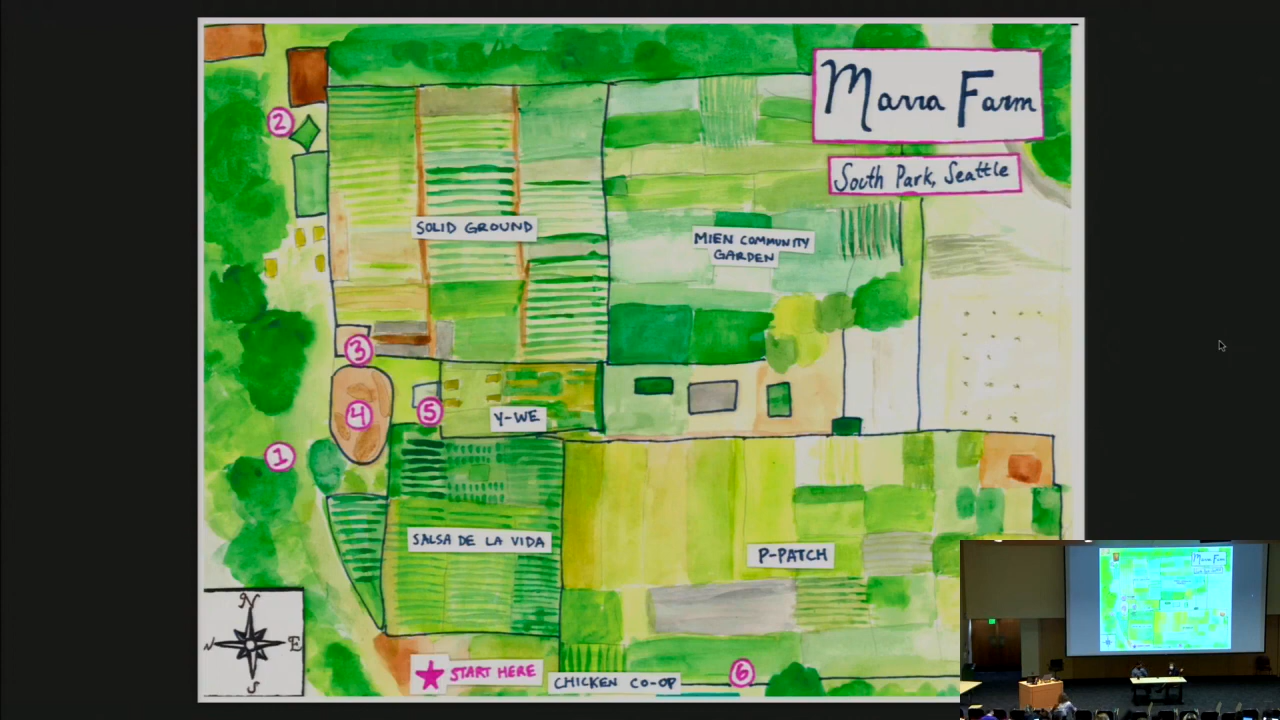 Marra Farm
South Park, Seattle
2
SOLID GROUND
MIEN COMMUNITY
GARDEN
3
4
5
Y-WE
1
SALSA DE LA VIDA
P-PATCH
N
E
S
START HERE
CHICKEN CO-OP
6